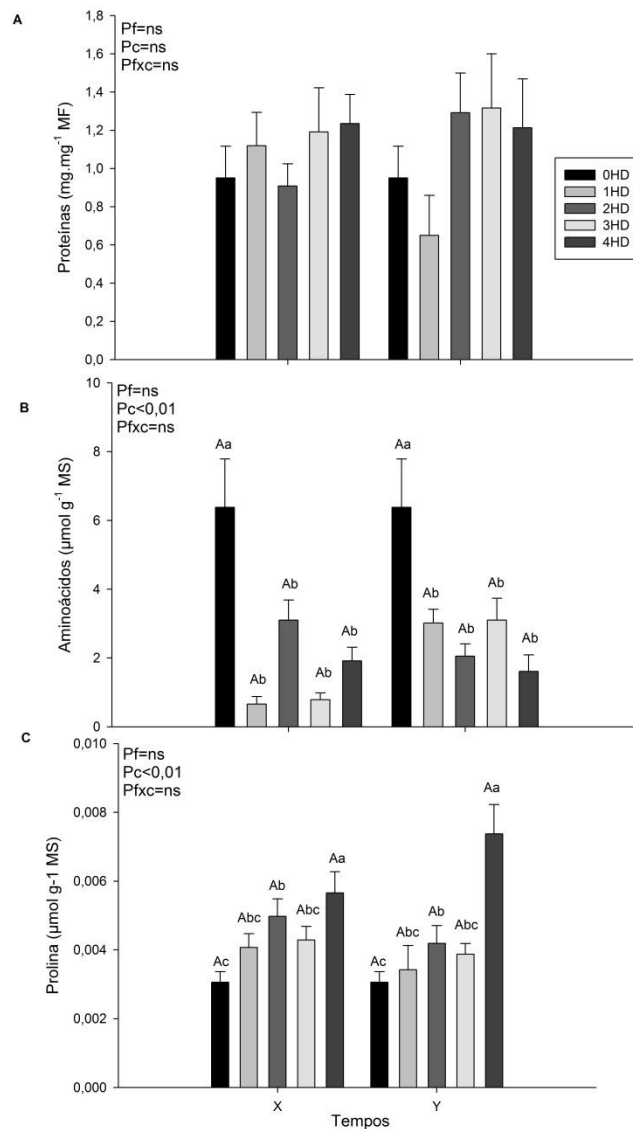 A
Pf=ns
Pc=ns
Pfxc=ns
Proteínas (mg.mg-1 MF)
1,8
1,6
1,4
1,2
1,0
0,8
0,6
0,4
0,2
0,0
0HD
1HD
2HD
3HD
4HD
B
Pf=ns
Pc<0,01
Pfxc=ns
Aminoácidos (µmol g-1 MS)
10
8
6
4
2
0
Aa
Ab
Ab
Ab
Ab
Aa
Ab
Ab
Ab
Ab
C
Pf=ns
Pc<0,01
Pfxc=ns
Prolina (µmol g-1 MS)
0,010
0,008
0,006
0,004
0,002
0,000
Ac
Abc
Ab
Abc
Aa
Ac
Abc
Ab
Abc
Aa
X
Y
Tempos